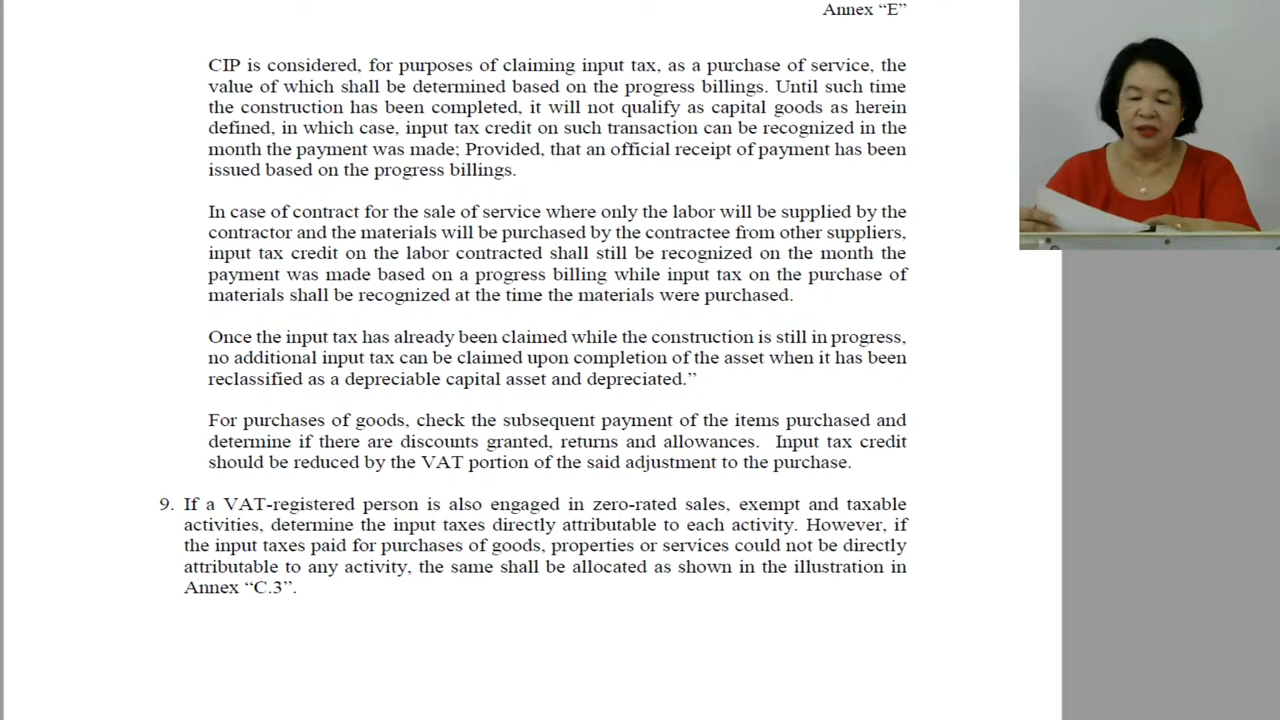 Annex “E”
CIP is considered, for purposes of claiming input tax, as a purchase of service, the
value of which shall be determined based on the progress billings. Until such time
the construction has been completed, it will not qualify as capital goods as herein
defined, in which case, input tax credit on such transaction can be recognized in the
month the payment was made; Provided, that an official receipt of payment has been
issued based on the progress billings.
In case of contract for the sale of service where only the labor will be supplied by the
contractor and the materials will be purchased by the contractee from other suppliers,
input tax credit on the labor contracted shall still be recognized on the month the
payment was made based on a progress billing while input tax on the purchase of
materials shall be recognized at the time the materials were purchased.
Once the input tax has already been claimed while the construction is still in progress,
no additional input tax can be claimed upon completion of the asset when it has been
reclassified as a depreciable capital asset and depreciated.”
For purchases of goods, check the subsequent payment of the items purchased and
determine if there are discounts granted, returns and allowances. Input tax credit
should be reduced by the VAT portion of the said adjustment to the purchase.
9. If a VAT-registered person is also engaged in zero-rated sales, exempt and taxable
activities, determine the input taxes directly attributable to each activity. However, if
the input taxes paid for purchases of goods, properties or services could not be directly
attributable to any activity, the same shall be allocated as shown in the illustration in
Annex “C.3”.